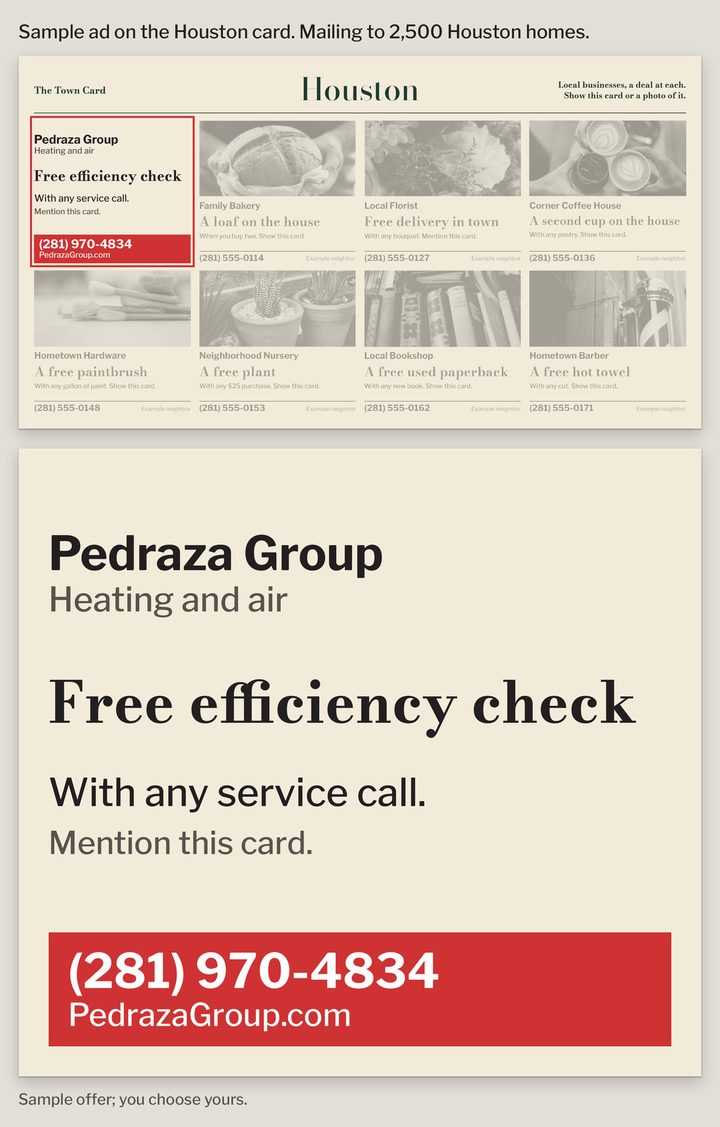 Sample ad on the Houston card. Mailing to 2,500 Houston homes.
The Town Card
Houston
Local businesses, a deal at each.
Show this card or a photo of it.
Pedraza Group
Heating and air
Free efficiency check
With any service call.
Mention this card.
(281) 970-4834
PedrazaGroup.com
Family Bakery
A loaf on the house
When you buy two. Show this card.
(281) 555-0114
Example neighbor
Local Florist
Free delivery in town
With any bouquet. Mention this card.
(281) 555-0127
Example neighbor
Corner Coffee House
A second cup on the house
With any pastry. Show this card.
(281) 555-0136
Example neighbor
Hometown Hardware
A free paintbrush
With any gallon of paint. Show this card.
(281) 555-0148
Example neighbor
Neighborhood Nursery
A free plant
With any $25 purchase. Show this card.
(281) 555-0153
Example neighbor
Local Bookshop
A free used paperback
With any new book. Show this card.
(281) 555-0162
Example neighbor
Hometown Barber
A free hot towel
With any cut. Show this card.
(281) 555-0171
Example neighbor
Pedraza Group
Heating and air
Free efficiency check
With any service call.
Mention this card.
(281) 970-4834
PedrazaGroup.com
Sample offer; you choose yours.